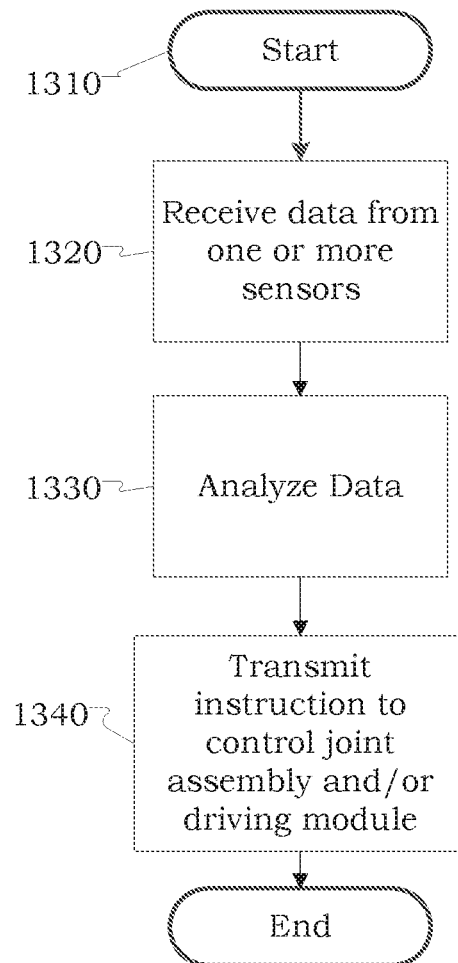 1310
Start
1320
Receive data from
one or more
sensors
1330
Analyze Data
1340
Transmit
instruction to
control joint
assembly and/or
driving module
End